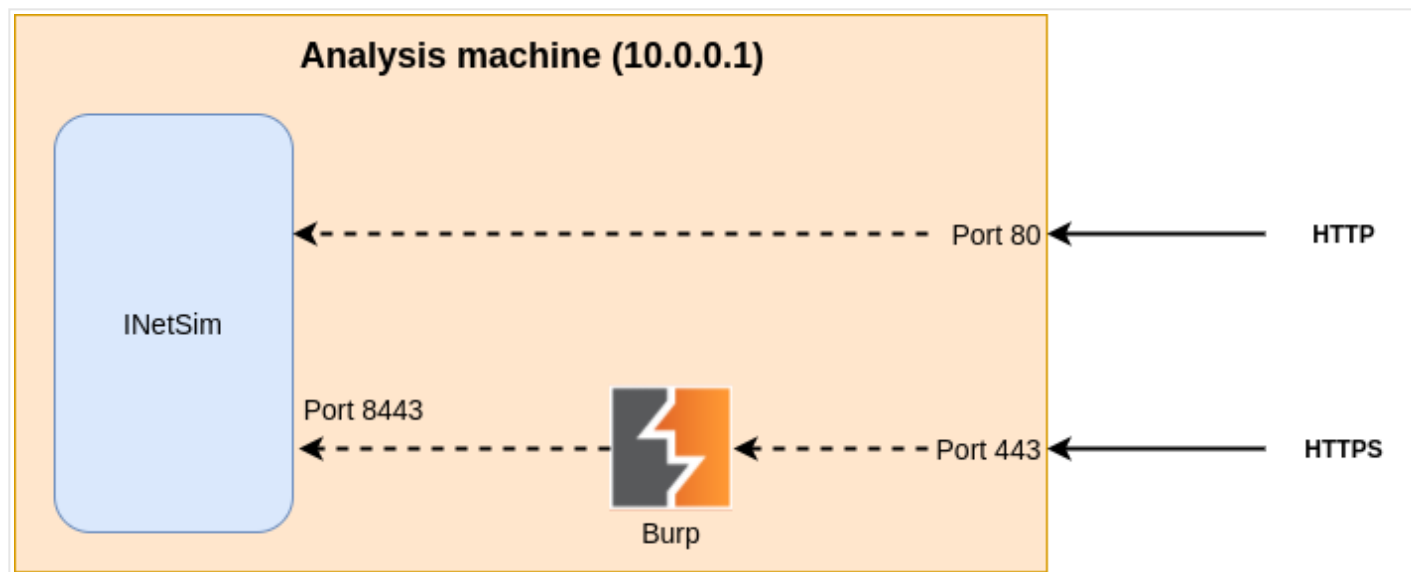 Analysis machine (10.0.0.1)
Port 80
HTTP
INetSim
Port 8443
Port 443
HTTPS
Burp